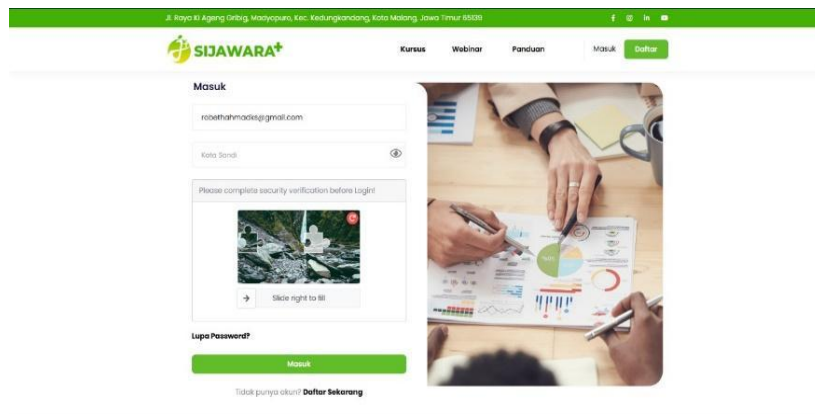 Jl. Raya Ki Ageng Gribig, Madyopuro, Kec. Kedungkandang, Kota Malang, Jawa Timur 65139
SIJAWARA+
Kursus Webinar Panduan Masuk Daftar
Masuk
robethahmadks@gmail.com
Kata Sandi
Please complete security verification before Login!
Slide right to fill
Lupa Password?
Masuk
Tidak punya akun? Daftar Sekarang